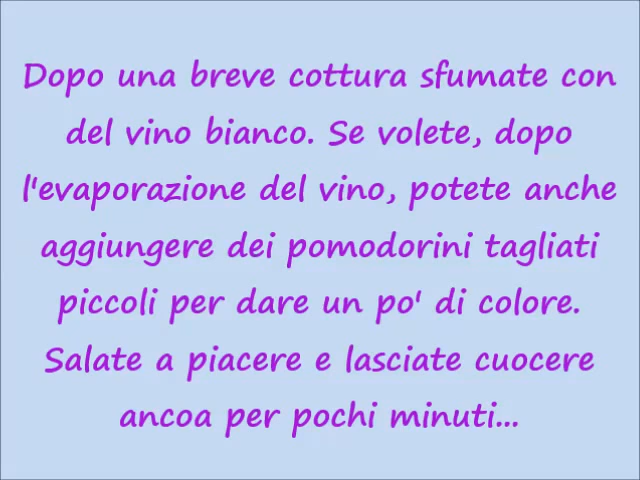 Dopo una breve cottura sfumate con
del vino bianco. Se volete, dopo
l'evaporazione del vino, potete anche
aggiungere dei pomodorini tagliati
piccoli per dare un po' di colore.
Salate a piacere e lasciate cuocere
ancoa per pochi minuti...